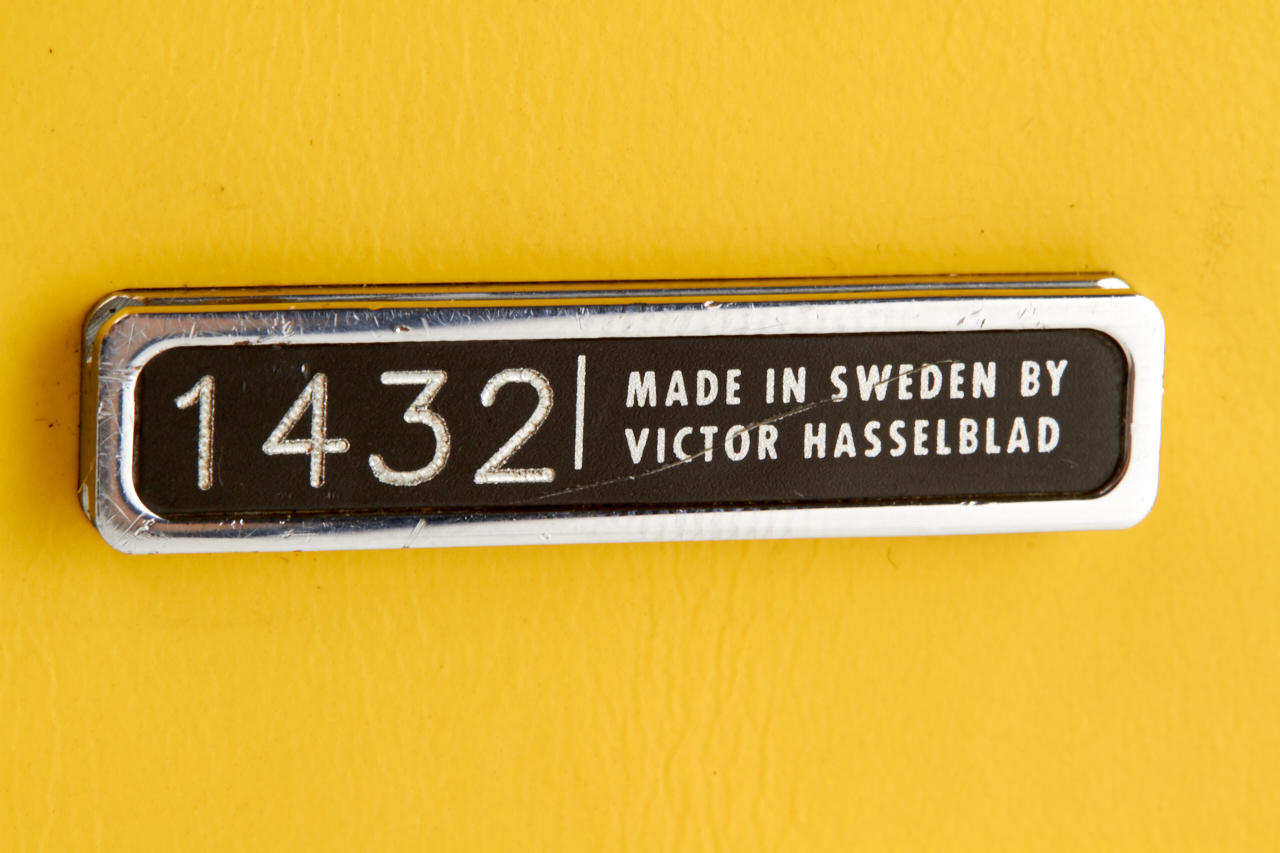 1432
MADE IN SWEDEN BY
VICTOR HASSELBLAD